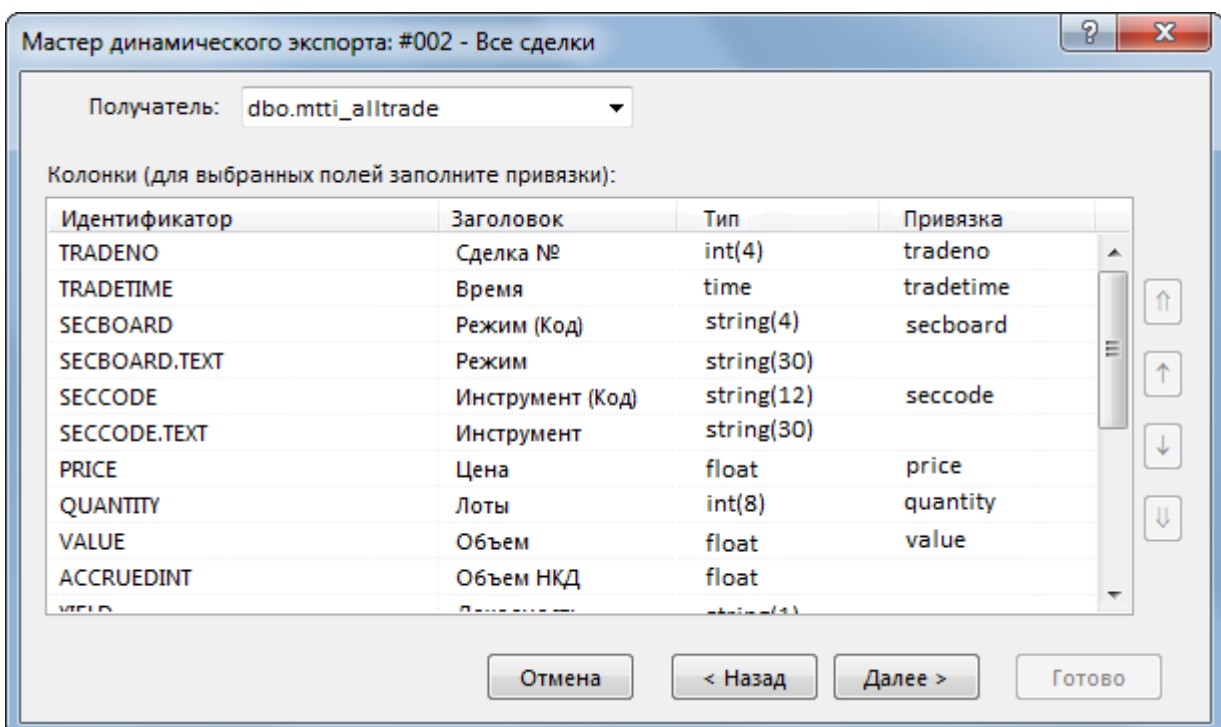 Мастер динамического экспорта: #002 - Все сделки
Получатель: dbo.mtti_alltrade
Колонки (для выбранных полей заполните привязки):
Идентификатор Заголовок Тип Привязка
TRADENO Сделка № int(4) tradeno
TRADETIME Время time tradetime
SECBOARD Режим (Код) string(4) secboard
SECBOARD.TEXT Режим string(30)
SECCODE Инструмент (Код) string(12) seccode
SECCODE.TEXT Инструмент string(30)
PRICE Цена float price
QUANTITY Лоты int(8) quantity
VALUE Объем float value
ACCRUEDINT Объем НКД float
Отмена < Назад Далее > Готово